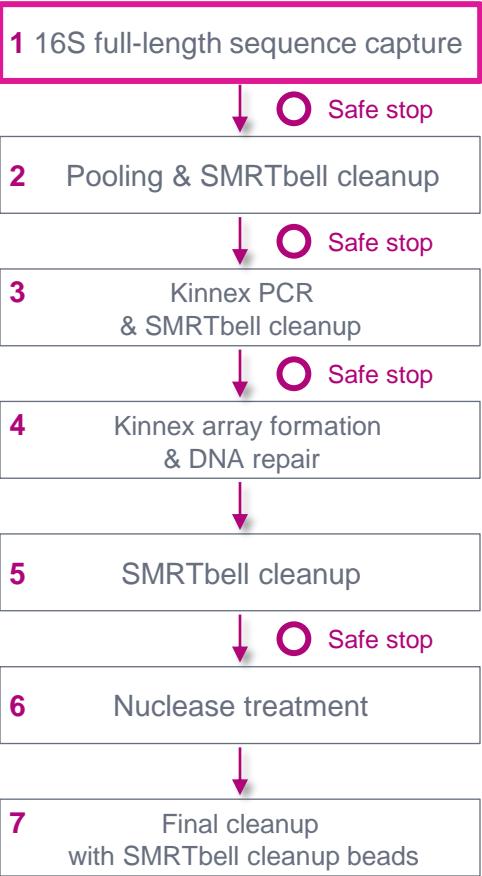 1 16S full-length sequence capture
Safe stop
2 Pooling & SMRTbell cleanup
Safe stop
3 Kinnex PCR
& SMRTbell cleanup
Safe stop
4 Kinnex array formation
& DNA repair
5 SMRTbell cleanup
Safe stop
6 Nuclease treatment
7 Final cleanup
with SMRTbell cleanup beads